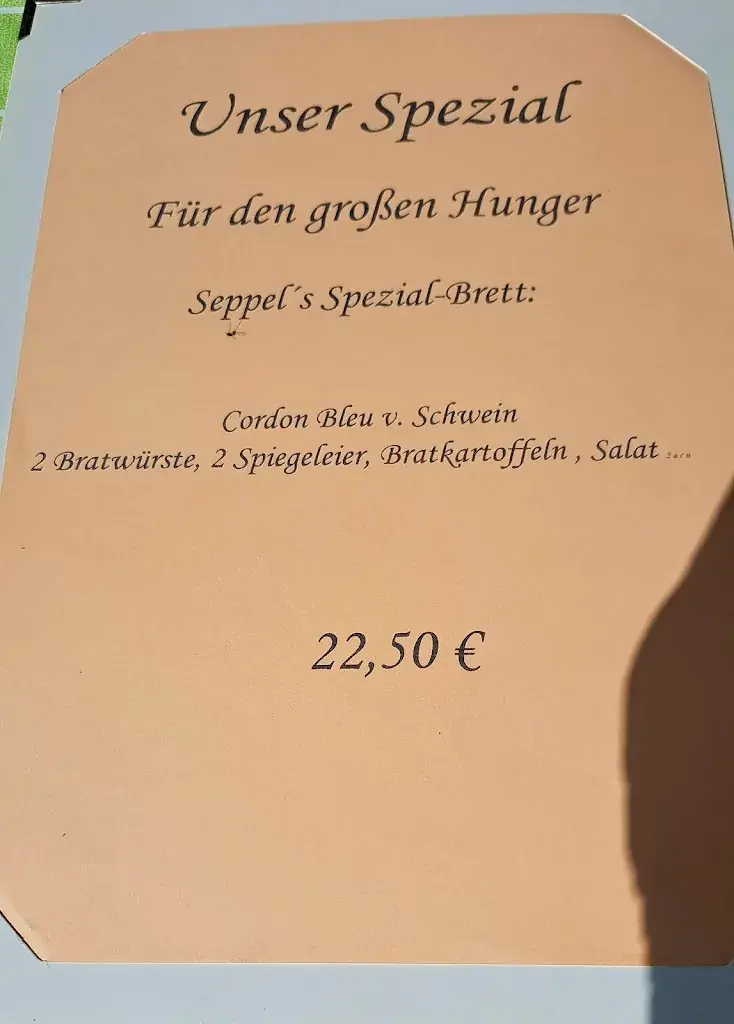 Unser Spezial
Für den großen Hunger
Seppel´s Spezial-Brett:
Cordon Bleu v. Schwein
2 Bratwürste, 2 Spiegeleier, Bratkartoffeln , Salat
22,50 €